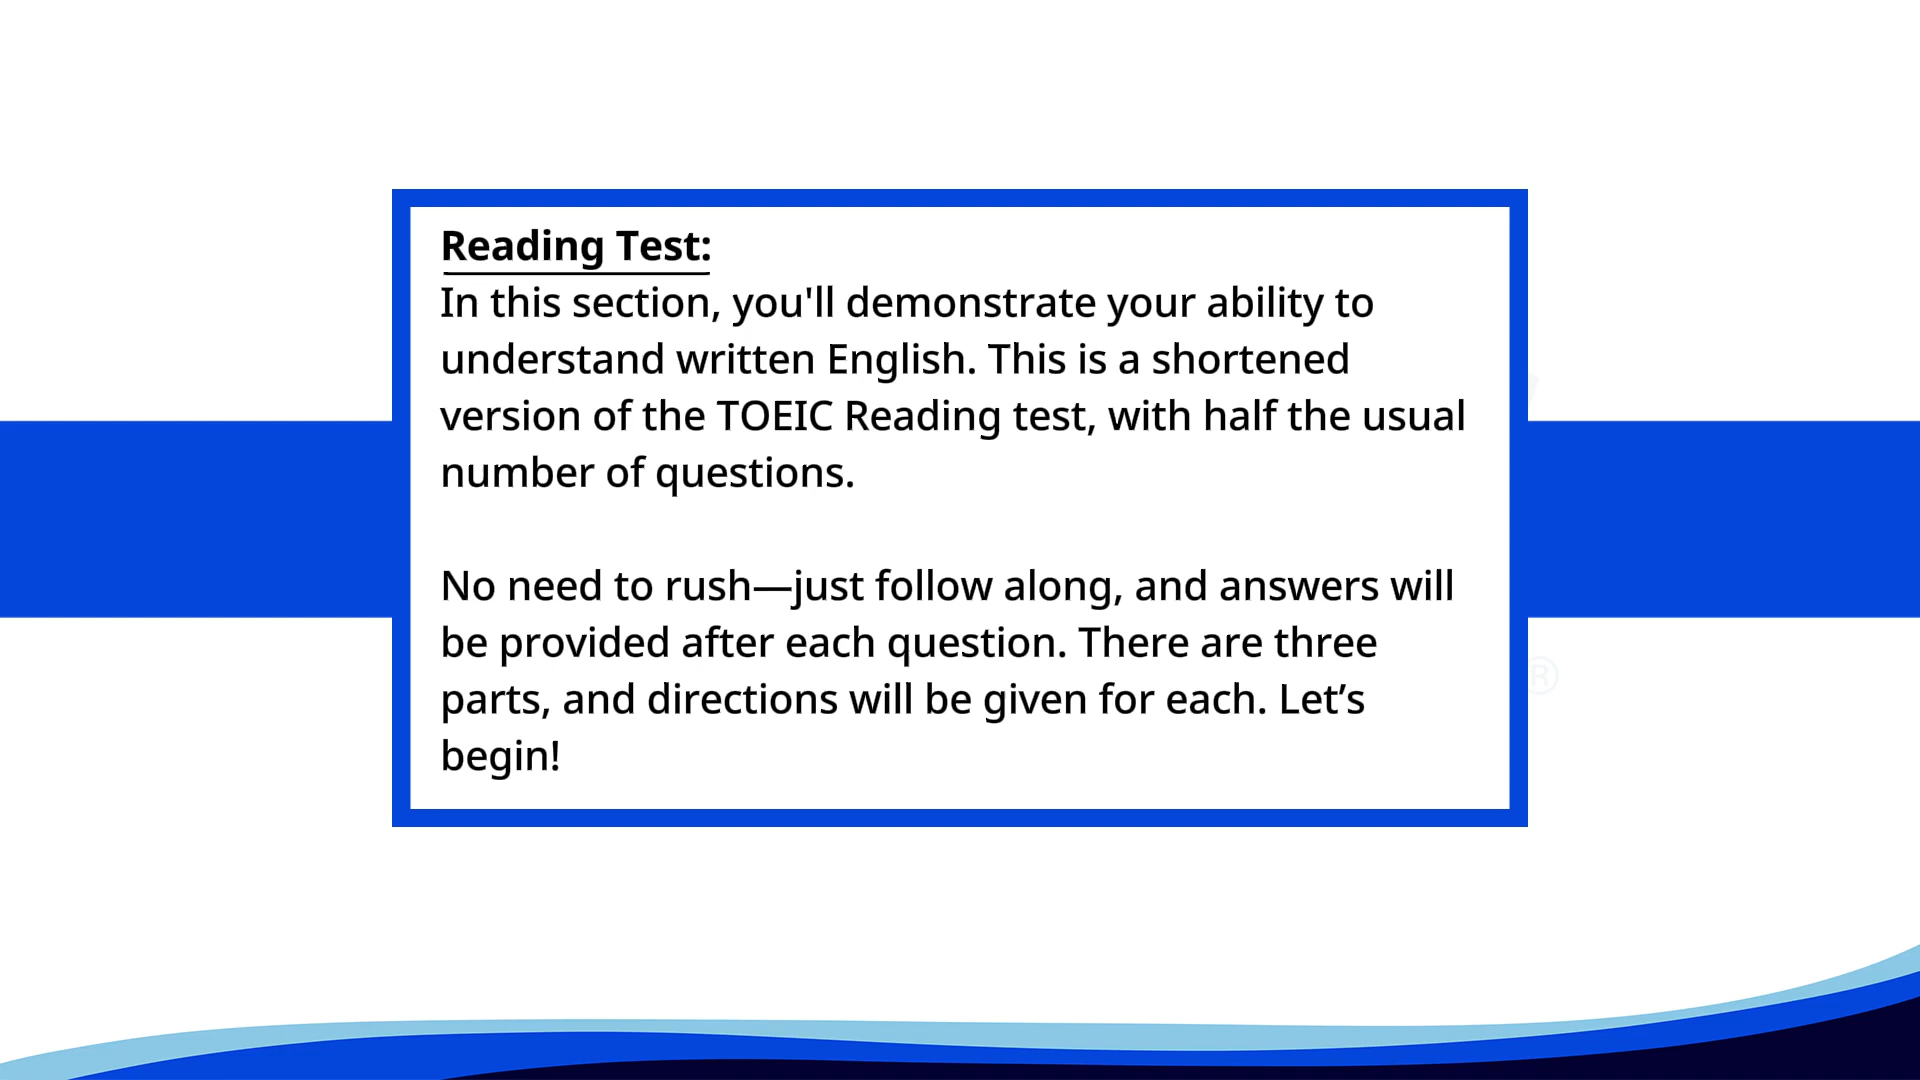 Reading Test:
In this section, you'll demonstrate your ability to
understand written English. This is a shortened
version of the TOEIC Reading test, with half the usual
number of questions.
No need to rush—just follow along, and answers will
be provided after each question. There are three
parts, and directions will be given for each. Let’s
begin!
®